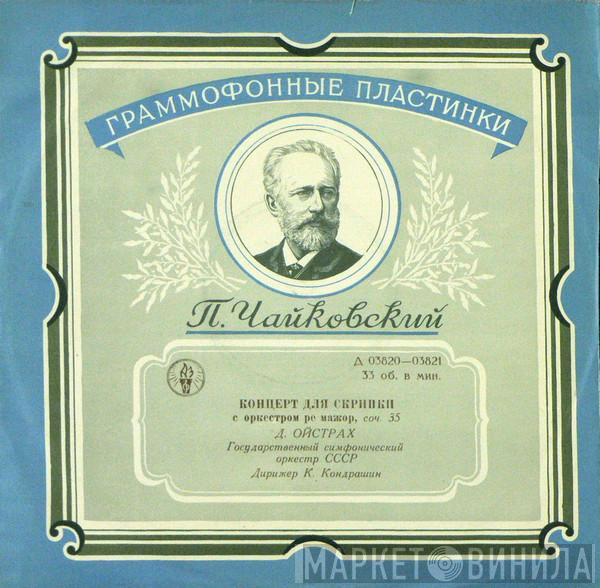 ГРАММОФОННЫЕ ПЛАСТИНКИ
П. Чайковский
Д 03820—03821
33 об. в мин.
КОНЦЕРТ ДЛЯ СКРИПКИ
с оркестром ре мажор, соч. 35
Д. ОЙСТРАХ
Государственный симфонический
оркестр СССР
Дирижер К. Кондрашин
МАРКЕТ ВИНИЛА